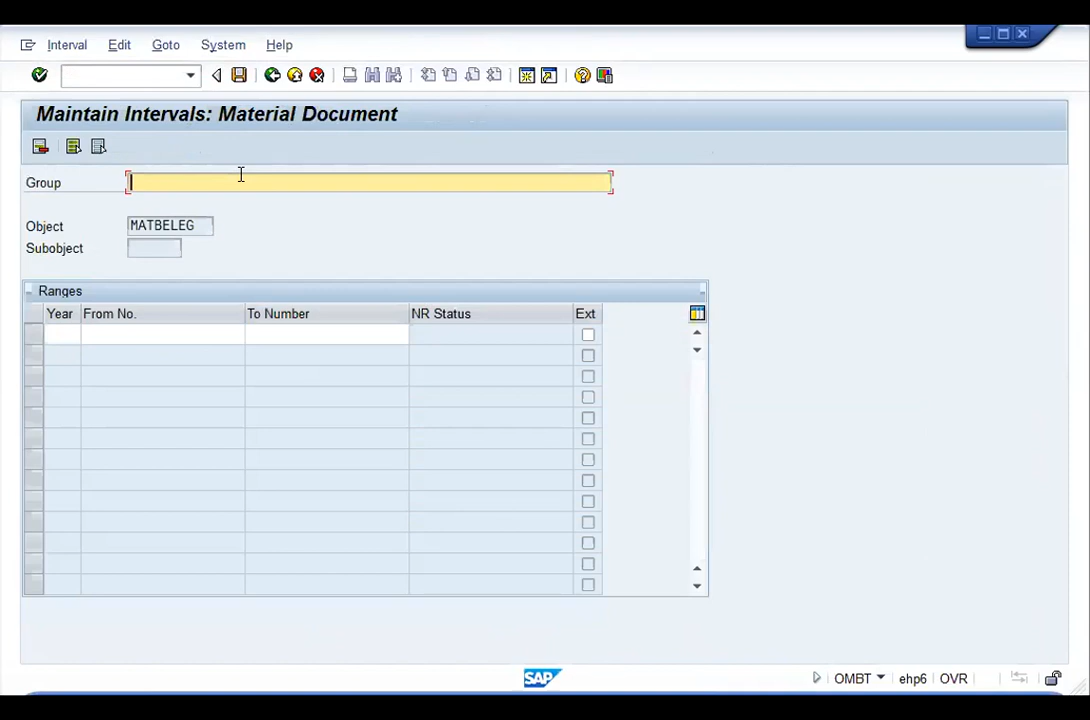 Interval Edit Goto System Help
Maintain Intervals: Material Document
Group
Object MATBELEG
Subobject
Ranges
Year From No. To Number NR Status Ext
SAP OMBT ehp6 OVR